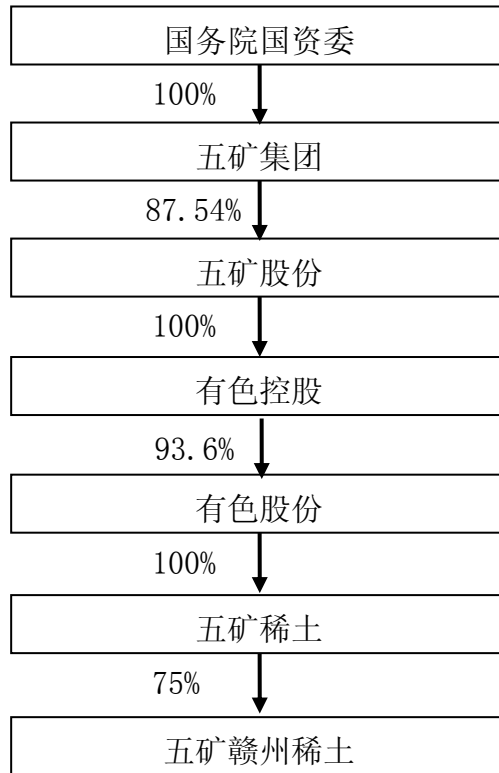 国务院国资委
100%
五矿集团
87.54%
五矿股份
100%
有色控股
93.6%
有色股份
100%
五矿稀土
75%
五矿赣州稀土